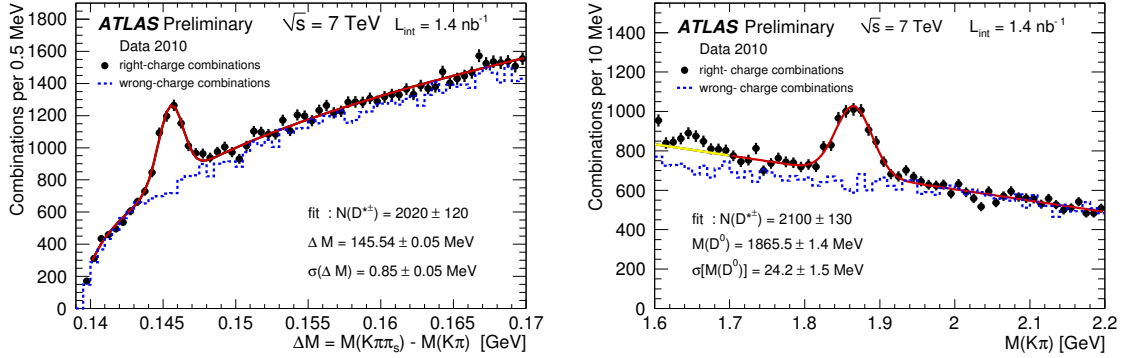 ATLAS Preliminary √s = 7 TeV L_int = 1.4 nb⁻¹
Data 2010
right-charge combinations
wrong-charge combinations
Combinations per 0.5 MeV
1600
1400
1200
1000
800
600
400
200
0
fit : N(D*±) = 2020 ± 120
Δ M = 145.54 ± 0.05 MeV
σ(Δ M) = 0.85 ± 0.05 MeV
0.14 0.145 0.15 0.155 0.16 0.165 0.17
ΔM = M(Kππ_s) - M(Kπ) [GeV]
ATLAS Preliminary √s = 7 TeV L_int = 1.4 nb⁻¹
Data 2010
right- charge combinations
wrong- charge combinations
Combinations per 10 MeV
1400
1200
1000
800
600
400
200
0
fit : N(D*±) = 2100 ± 130
M(D⁰) = 1865.5 ± 1.4 MeV
σ[M(D⁰)] = 24.2 ± 1.5 MeV
1.6 1.7 1.8 1.9 2 2.1 2.2
M(Kπ) [GeV]